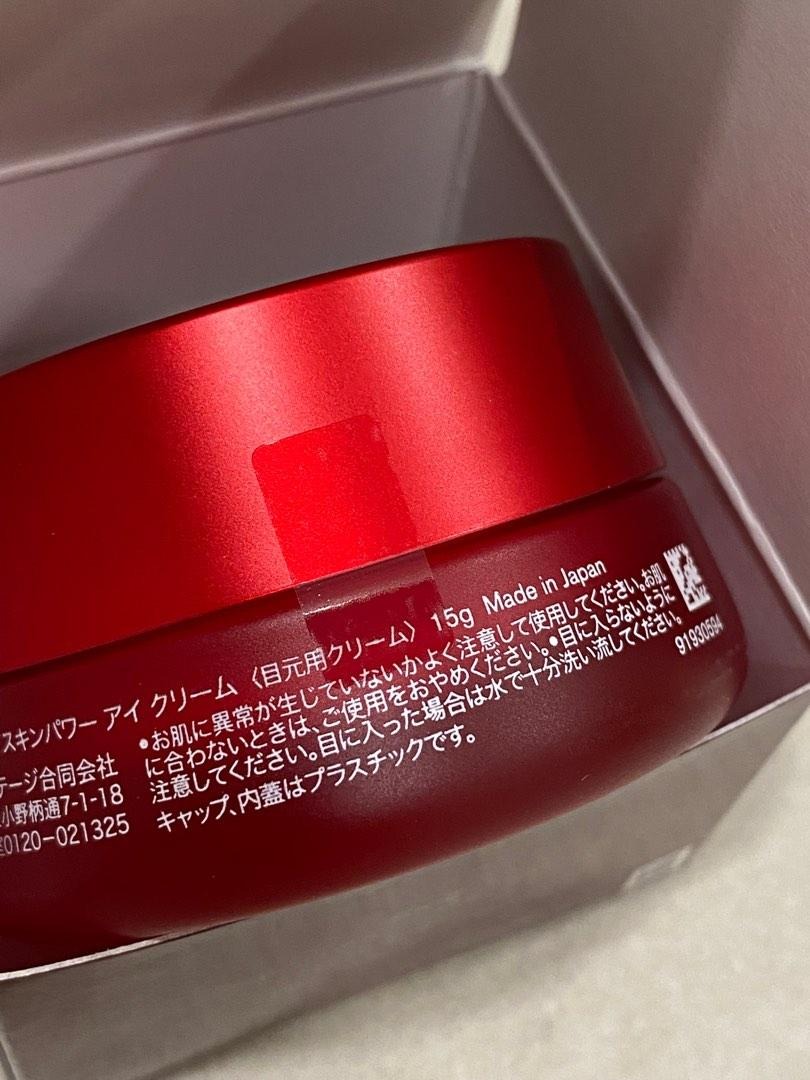 スキンパワー アイ クリーム〈目元用クリーム〉 15g Made in Japan
テージ合同会社
小野柄通7-1-18
0120-021325
•お肌に異常が生じていないかよく注意して使用してください。お肌
に合わないときは、ご使用をおやめください。•目に入らないように
注意してください。目に入った場合は水で十分洗い流してください。
キャップ、内蓋はプラスチックです。
91930594